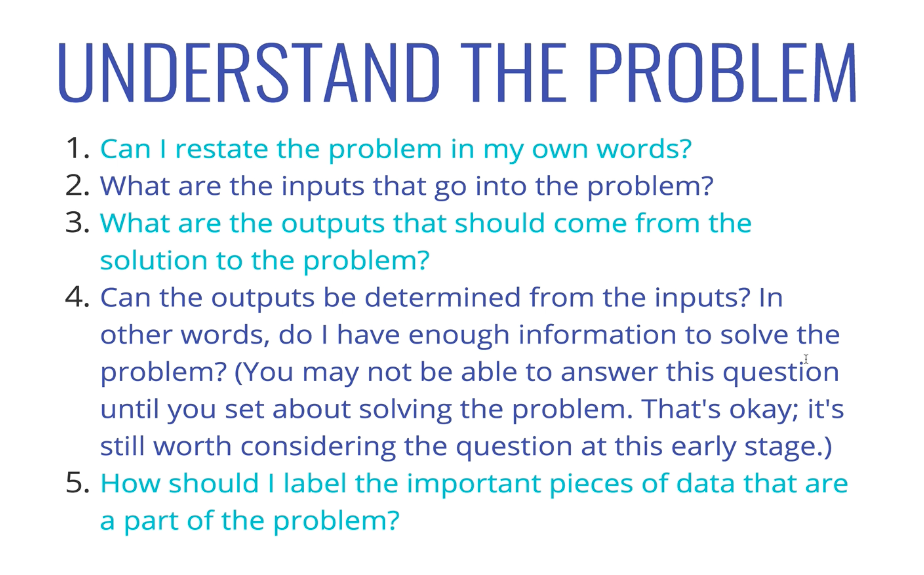 UNDERSTAND THE PROBLEM
1. Can I restate the problem in my own words?
2. What are the inputs that go into the problem?
3. What are the outputs that should come from the
solution to the problem?
4. Can the outputs be determined from the inputs? In
other words, do I have enough information to solve the
problem? (You may not be able to answer this question
until you set about solving the problem. That's okay; it's
still worth considering the question at this early stage.)
5. How should I label the important pieces of data that are
a part of the problem?